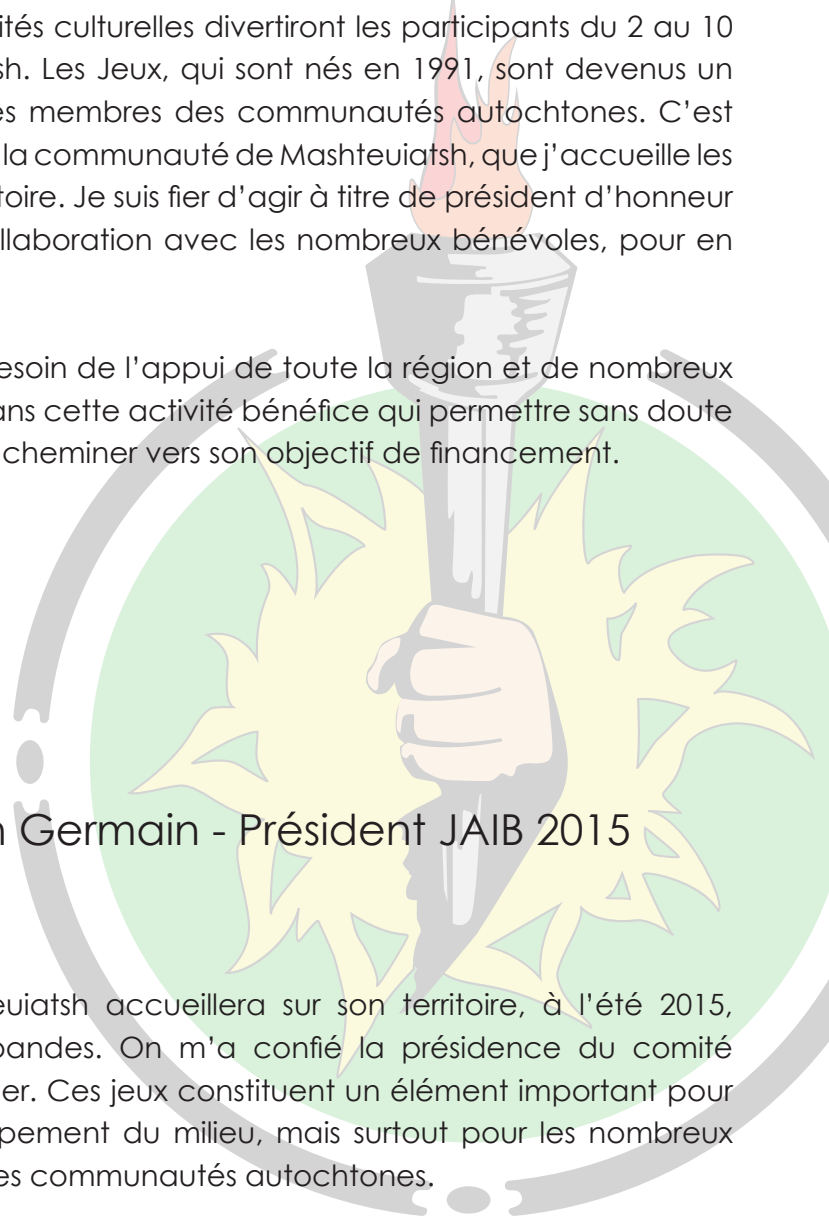 ités culturelles divertiront les participants du 2 au 10
sh. Les Jeux, qui sont nés en 1991, sont devenus un
es membres des communautés autochtones. C’est
la communauté de Mashteuiatsh, que j’accueille les
toire. Je suis fier d’agir à titre de président d’honneur
llaboration avec les nombreux bénévoles, pour en
esoin de l’appui de toute la région et de nombreux
ans cette activité bénéfice qui permettre sans doute
cheminer vers son objectif de financement.
n Germain - Président JAIB 2015
euiatsh accueillera sur son territoire, à l’été 2015,
bandes. On m’a confié la présidence du comité
er. Ces jeux constituent un élément important pour
ppement du milieu, mais surtout pour les nombreux
es communautés autochtones.